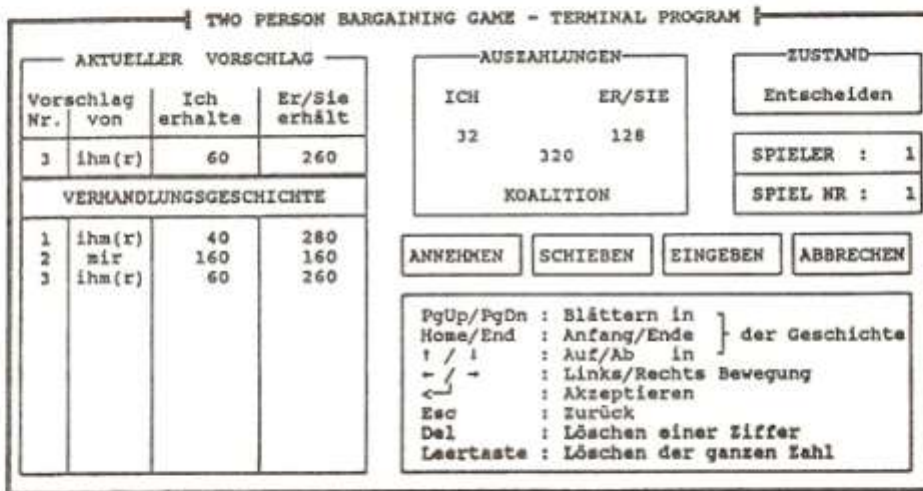 TWO PERSON BARGAINING GAME - TERMINAL PROGRAM
AKTUELLER VORSCHLAG
Vorschlag Ich Er/Sie
Nr. von erhalte erhält
3 ihm(r) 60 260
VERHANDLUNGSGESCHICHTE
1 ihm(r) 40 280
2 mir 160 160
3 ihm(r) 60 260
AUSZAHLUNGEN
ICH ER/SIE
32 128
320
KOALITION
ZUSTAND
Entscheiden
SPIELER : 1
SPIEL NR : 1
ANNEHMEN SCHIEBEN EINGEBEN ABBRECHEN
PgUp/PgDn : Blättern in
Home/End : Anfang/Ende } der Geschichte
↑ / ↓ : Auf/Ab in
← / → : Links/Rechts Bewegung
<─┘ : Akzeptieren
Esc : Zurück
Del : Löschen einer Ziffer
Leertaste : Löschen der ganzen Zahl